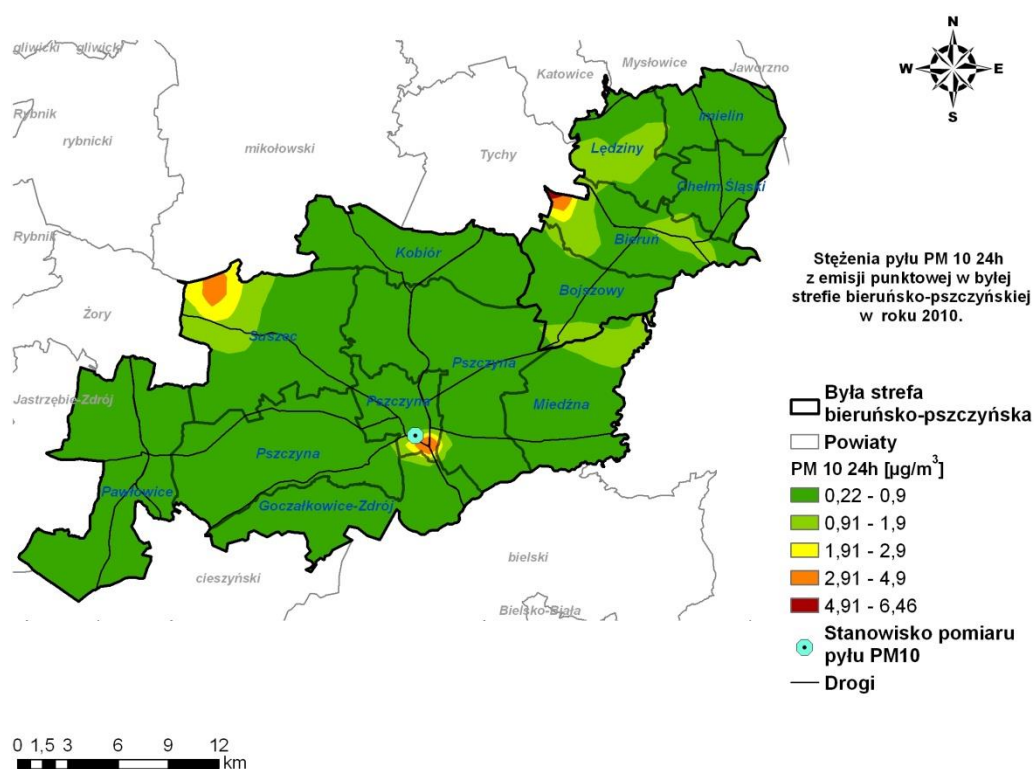 N
W E
S
gliwicki gliwicki
Katowice
Mysłowice
Jaworzno
Rybnik
rybnicki
mikołowski
Tychy
Imielin
Lędziny
Chełm Śląski
Rybnik
Kobiór
Bieruń
Bojszowy
Żory
Suszec
Pszczyna
Jastrzębie-Zdrój
Pszczyna
Miedźna
Pszczyna
Pawłowice
Goczałkowice-Zdrój
cieszyński
bielski
Bielsko-Biała
Stężenia pyłu PM 10 24h
z emisji punktowej w byłej
strefie bieruńsko-pszczyńskiej
w roku 2010.
Była strefa
bieruńsko-pszczyńska
Powiaty
PM 10 24h [µg/m³]
0,22 - 0,9
0,91 - 1,9
1,91 - 2,9
2,91 - 4,9
4,91 - 6,46
Stanowisko pomiaru
pyłu PM10
Drogi
0 1,5 3 6 9 12
km